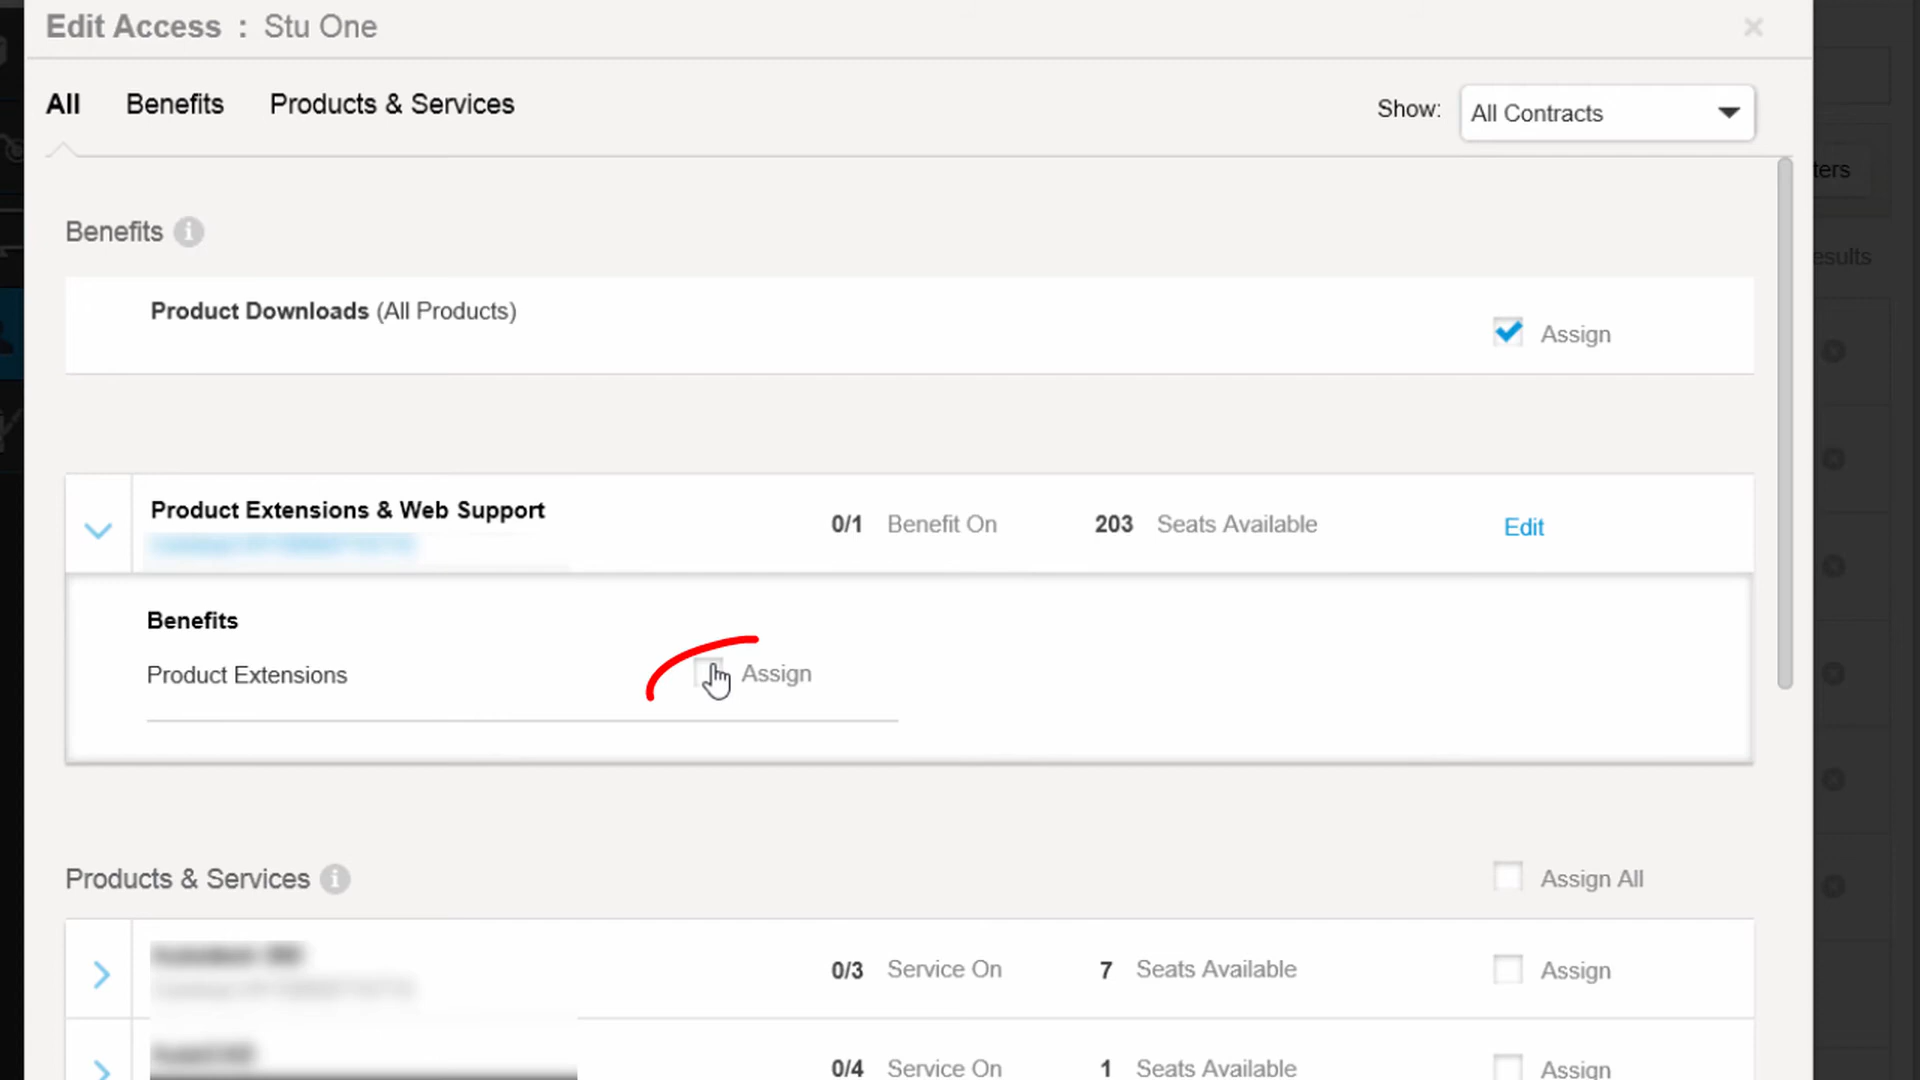 Edit Access : Stu One
All Benefits Products & Services Show: All Contracts
ters
Benefits
esults
Product Downloads (All Products)
Assign
Product Extensions & Web Support
0/1 Benefit On 203 Seats Available Edit
Benefits
Product Extensions Assign
Products & Services Assign All
0/3 Service On 7 Seats Available Assign
0/4 Service On 1 Seats Available Assign